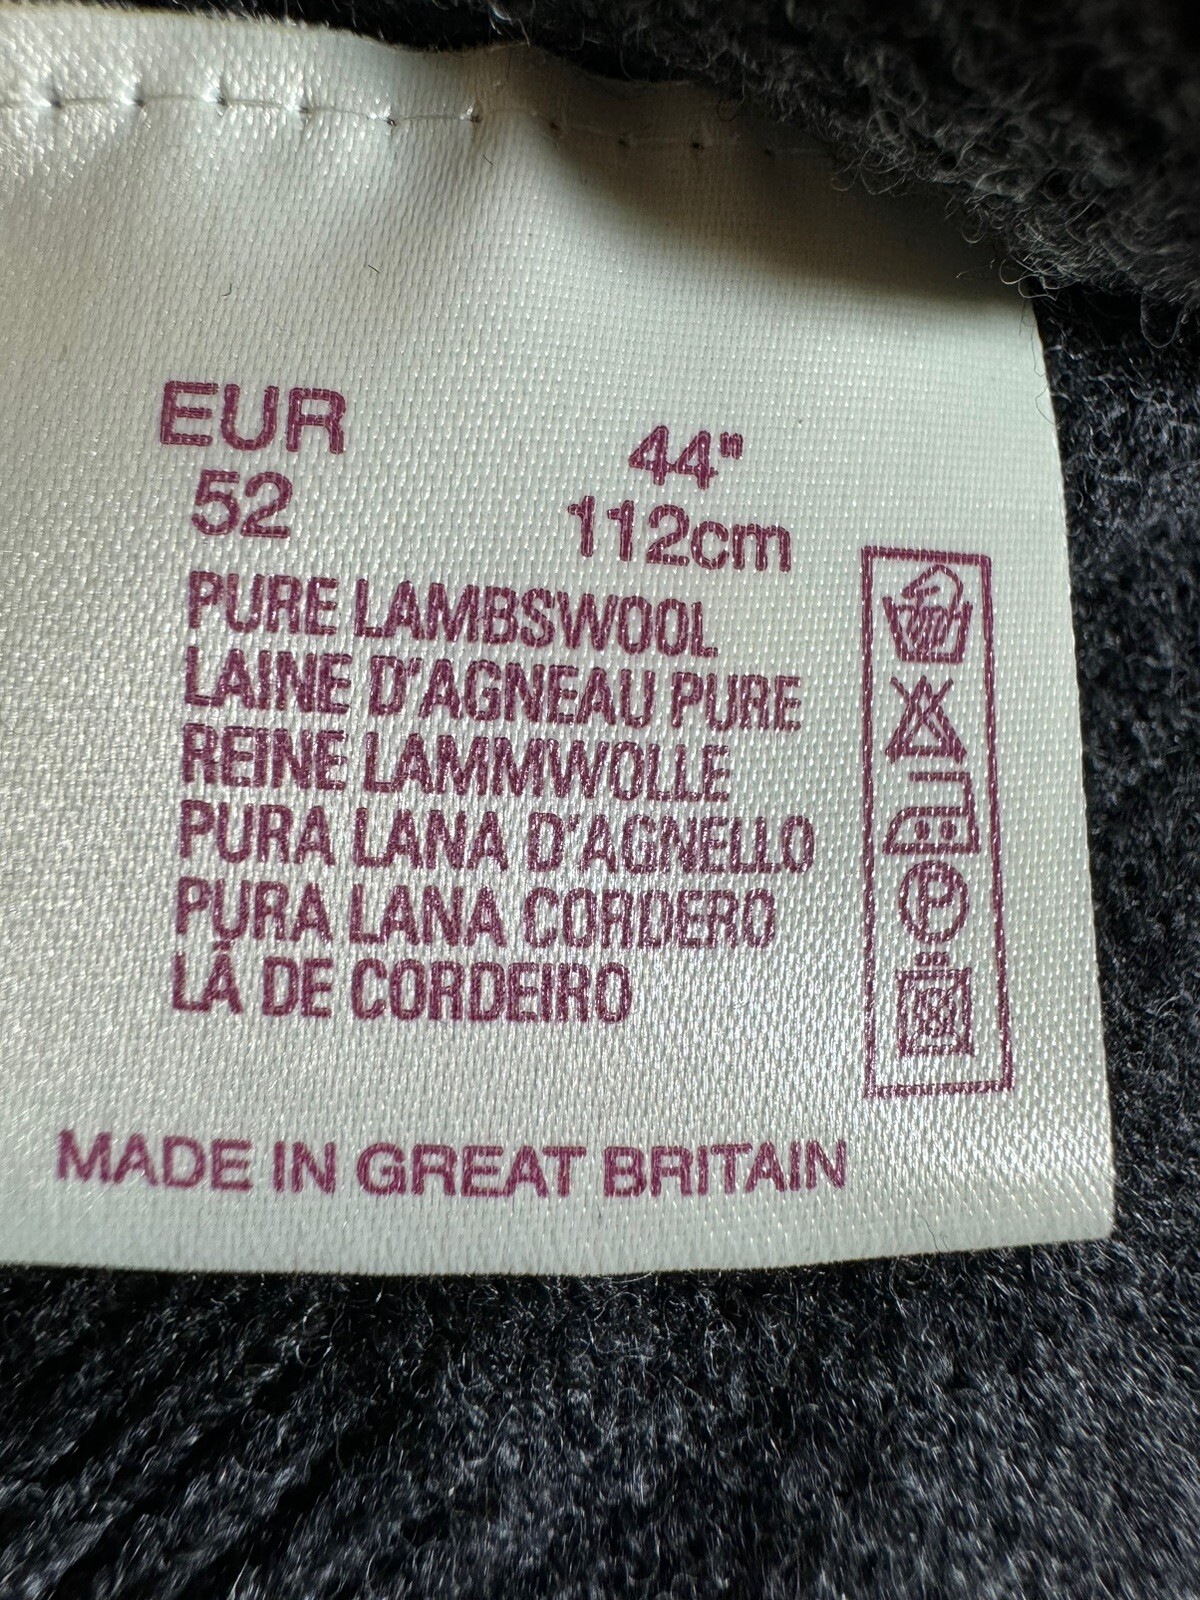 EUR
52
44"
112cm
PURE LAMBSWOOL
LAINE D'AGNEAU PURE
REINE LAMMWOLLE
PURA LANA D'AGNELLO
PURA LANA CORDERO
LÃ DE CORDEIRO
P
MADE IN GREAT BRITAIN